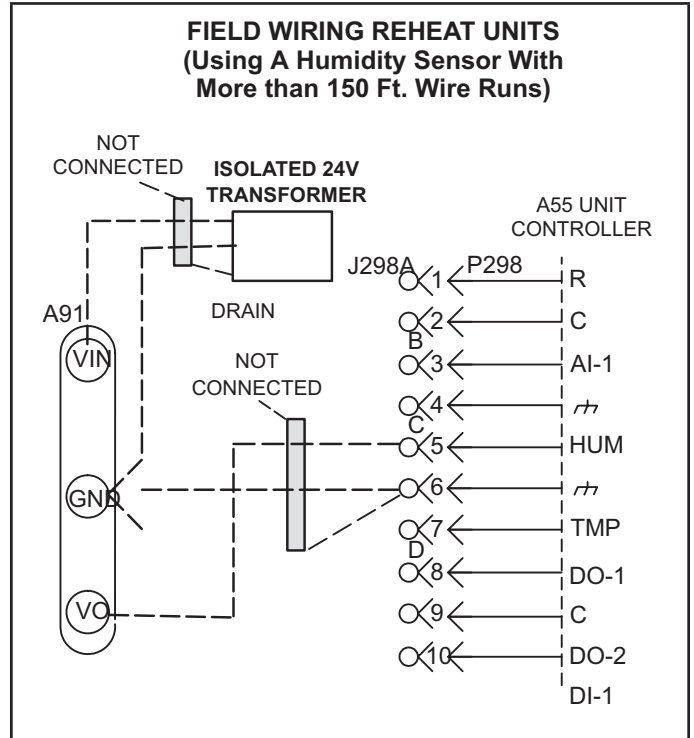 FIELD WIRING REHEAT UNITS
(Using A Humidity Sensor With
More than 150 Ft. Wire Runs)
NOT
CONNECTED
ISOLATED 24V
TRANSFORMER
A55 UNIT
CONTROLLER
J298A
P298
1
R
A91
DRAIN
2
C
B
VIN
3
AI-1
NOT
CONNECTED
4
C
5
HUM
GND
6
7
TMP
D
8
DO-1
VO
9
C
10
DO-2
DI-1